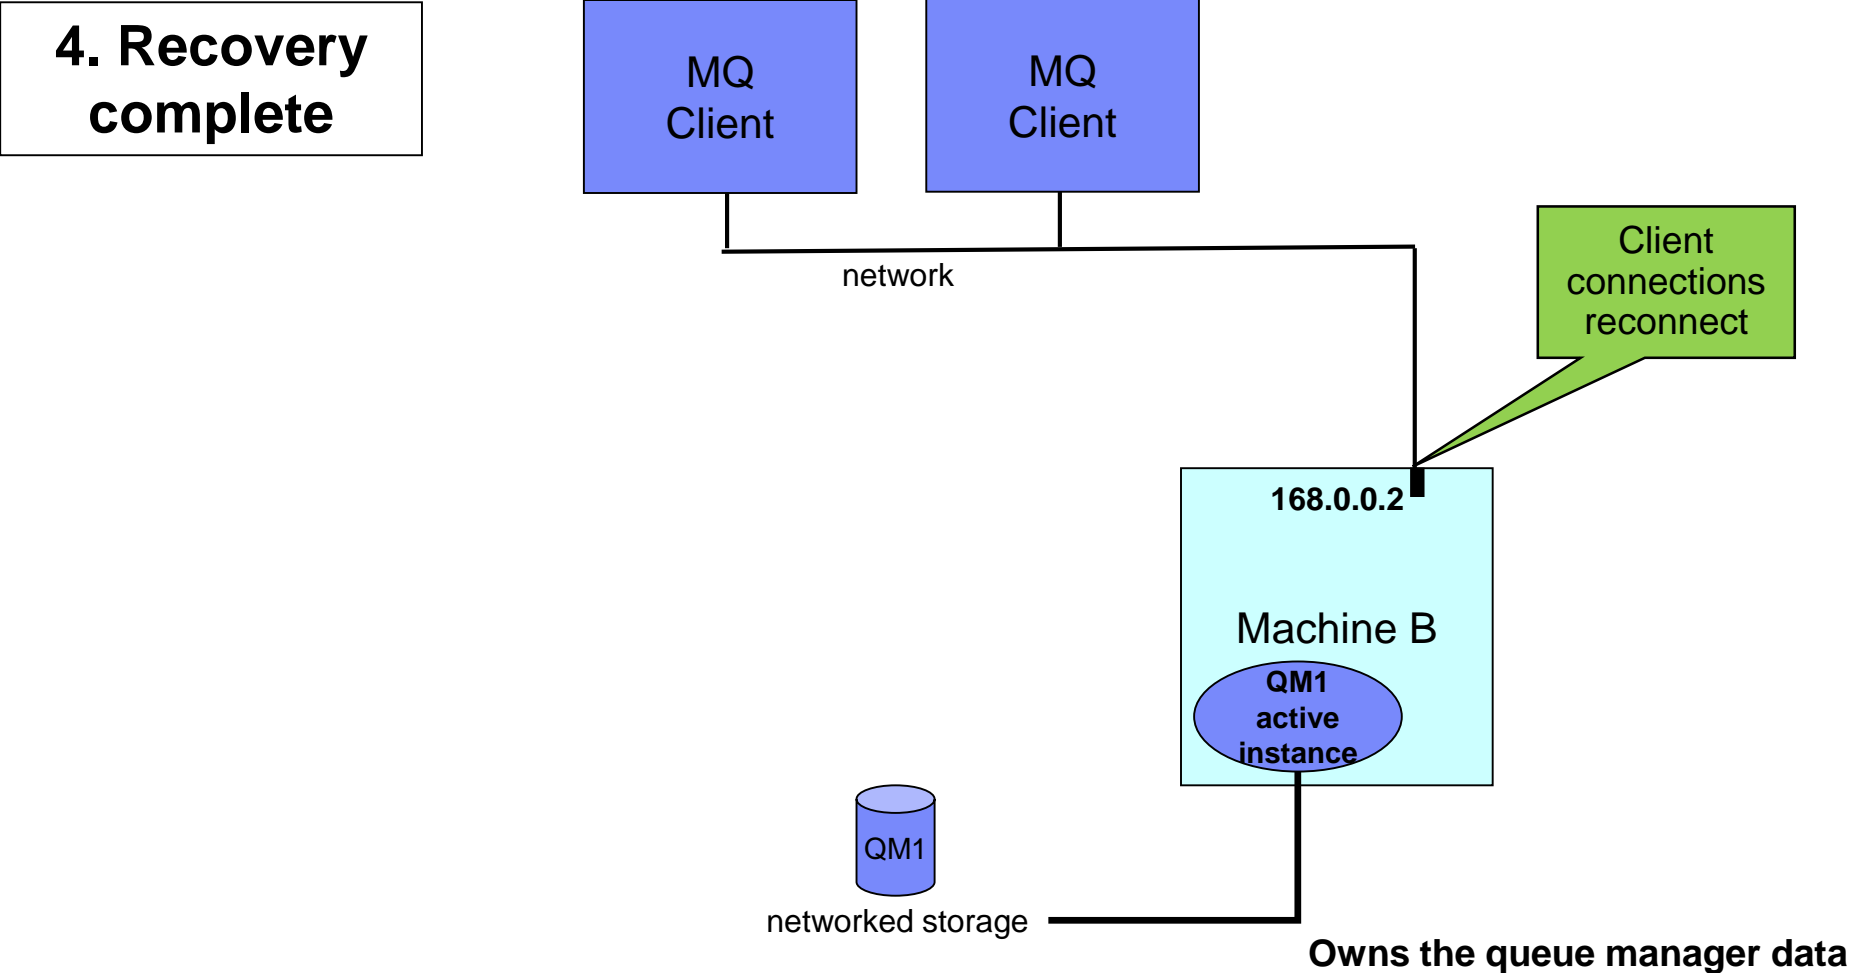 4. Recovery
complete
MQ
Client
MQ
Client
network
Client
connections
reconnect
168.0.0.2
Machine B
QM1
active
instance
QM1
networked storage
Owns the queue manager data